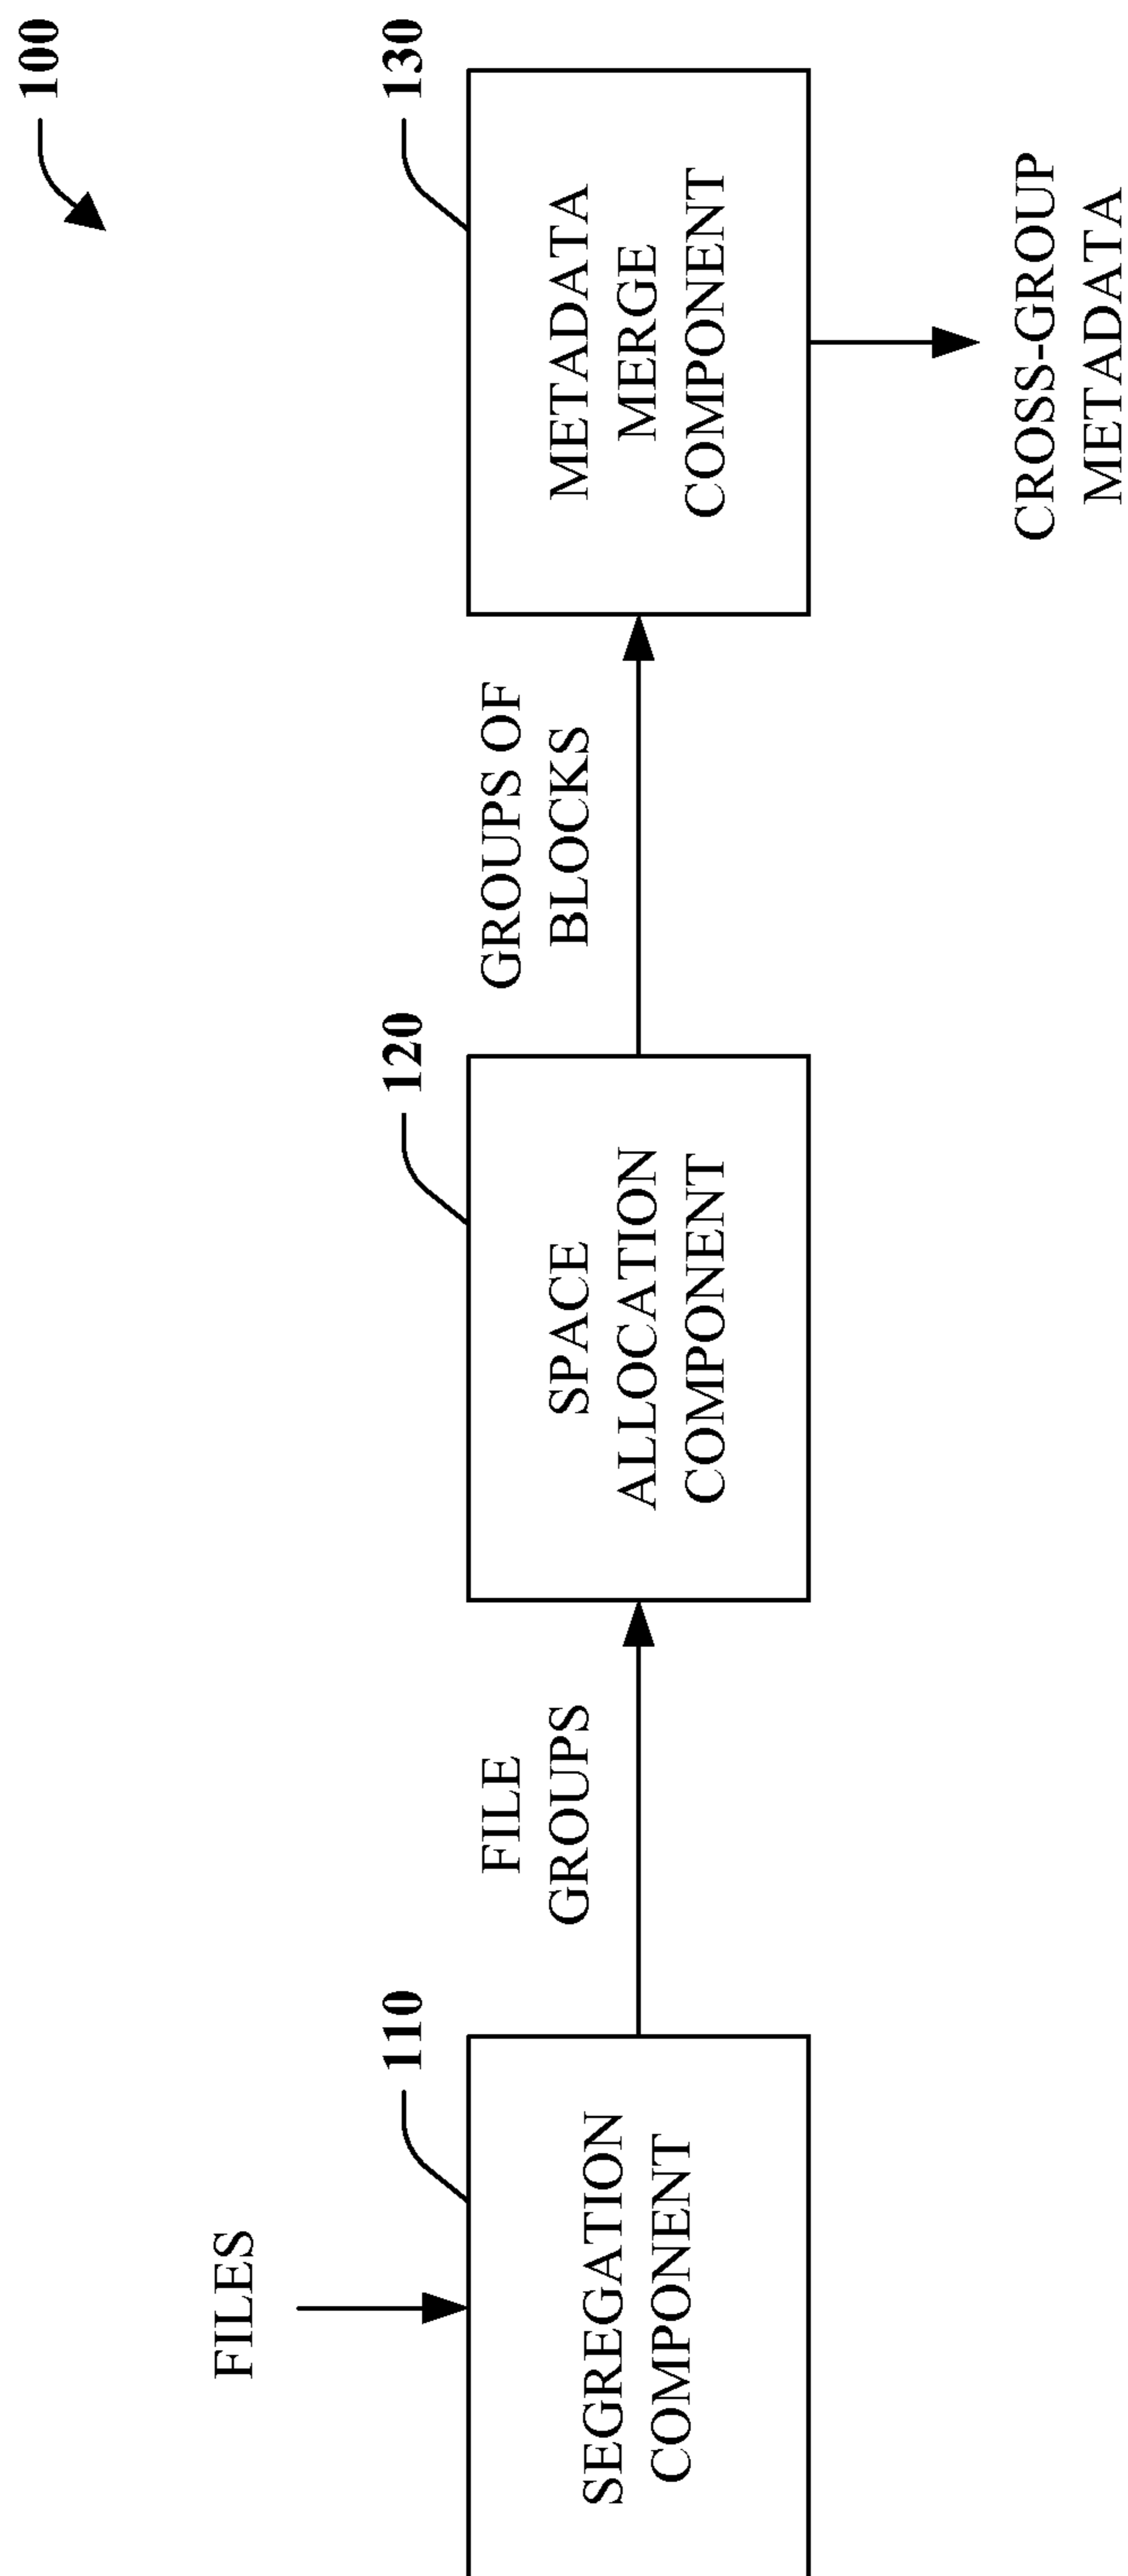 100
FILES
110
SEGREGATION
COMPONENT
FILE
GROUPS
120
SPACE
ALLOCATION
COMPONENT
GROUPS OF
BLOCKS
130
METADATA
MERGE
COMPONENT
CROSS-GROUP
METADATA